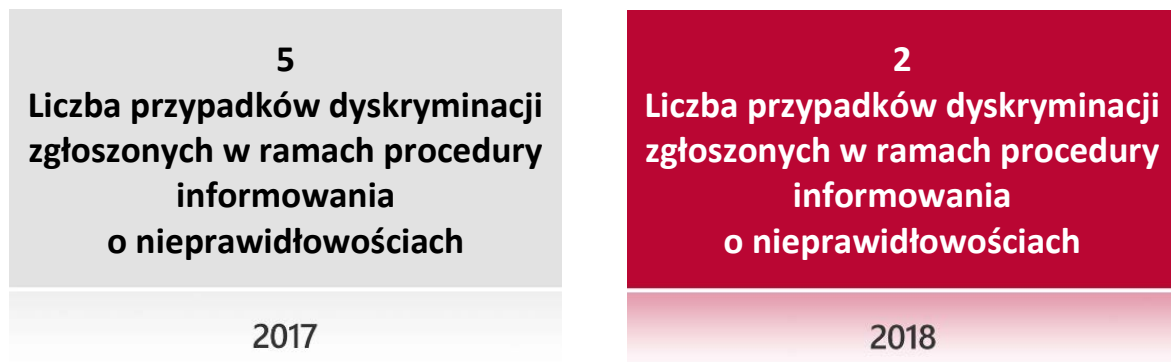 5
Liczba przypadków dyskryminacji
zgłoszonych w ramach procedury
informowania
o nieprawidłowościach
2017
2
Liczba przypadków dyskryminacji
zgłoszonych w ramach procedury
informowania
o nieprawidłowościach
2018